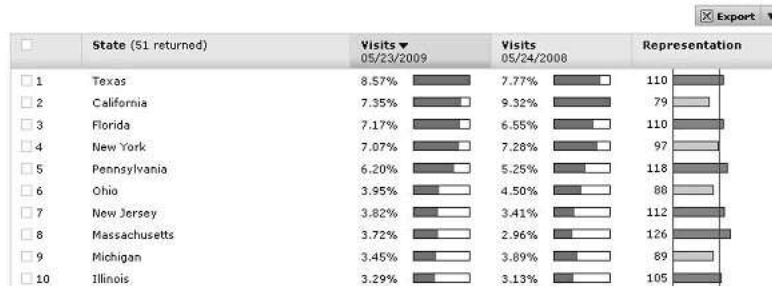 Export
State (51 returned) Visits Visits Representation
05/23/2009 05/24/2008
1 Texas 8.57% 7.77% 110
2 California 7.35% 9.32% 79
3 Florida 7.17% 6.55% 110
4 New York 7.07% 7.28% 97
5 Pennsylvania 6.20% 5.25% 118
6 Ohio 3.95% 4.50% 88
7 New Jersey 3.82% 3.41% 112
8 Massachusetts 3.72% 2.96% 126
9 Michigan 3.45% 3.89% 89
10 Illinois 3.29% 3.13% 105